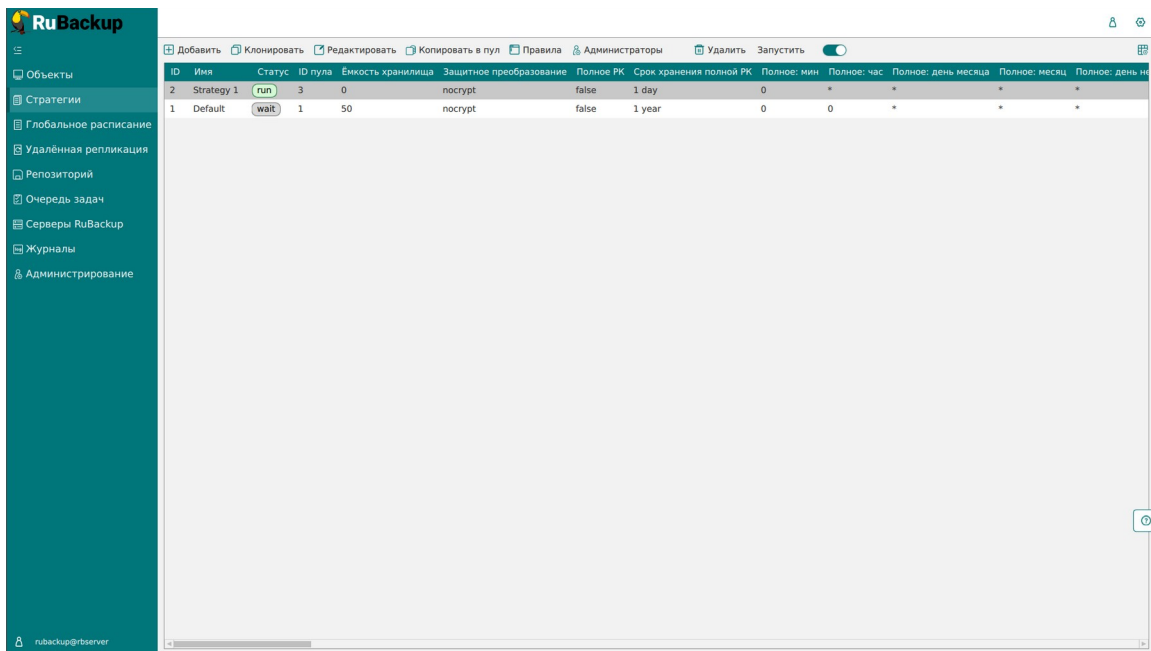 RuBackup
Добавить Клонировать Редактировать Копировать в пул Правила Администраторы Удалить Запустить
Объекты
Стратегии
Глобальное расписание
Удалённая репликация
Репозиторий
Очередь задач
Серверы RuBackup
Журналы
Администрирование
ID Имя Статус ID пула Ёмкость хранилища Защитное преобразование Полное РК Срок хранения полной РК Полное: мин Полное: час Полное: день месяца Полное: месяц Полное: день не
2 Strategy 1 run 3 0 nocrypt false 1 day 0 * * * *
1 Default wait 1 50 nocrypt false 1 year 0 0 * * *
rubackup@rbserver